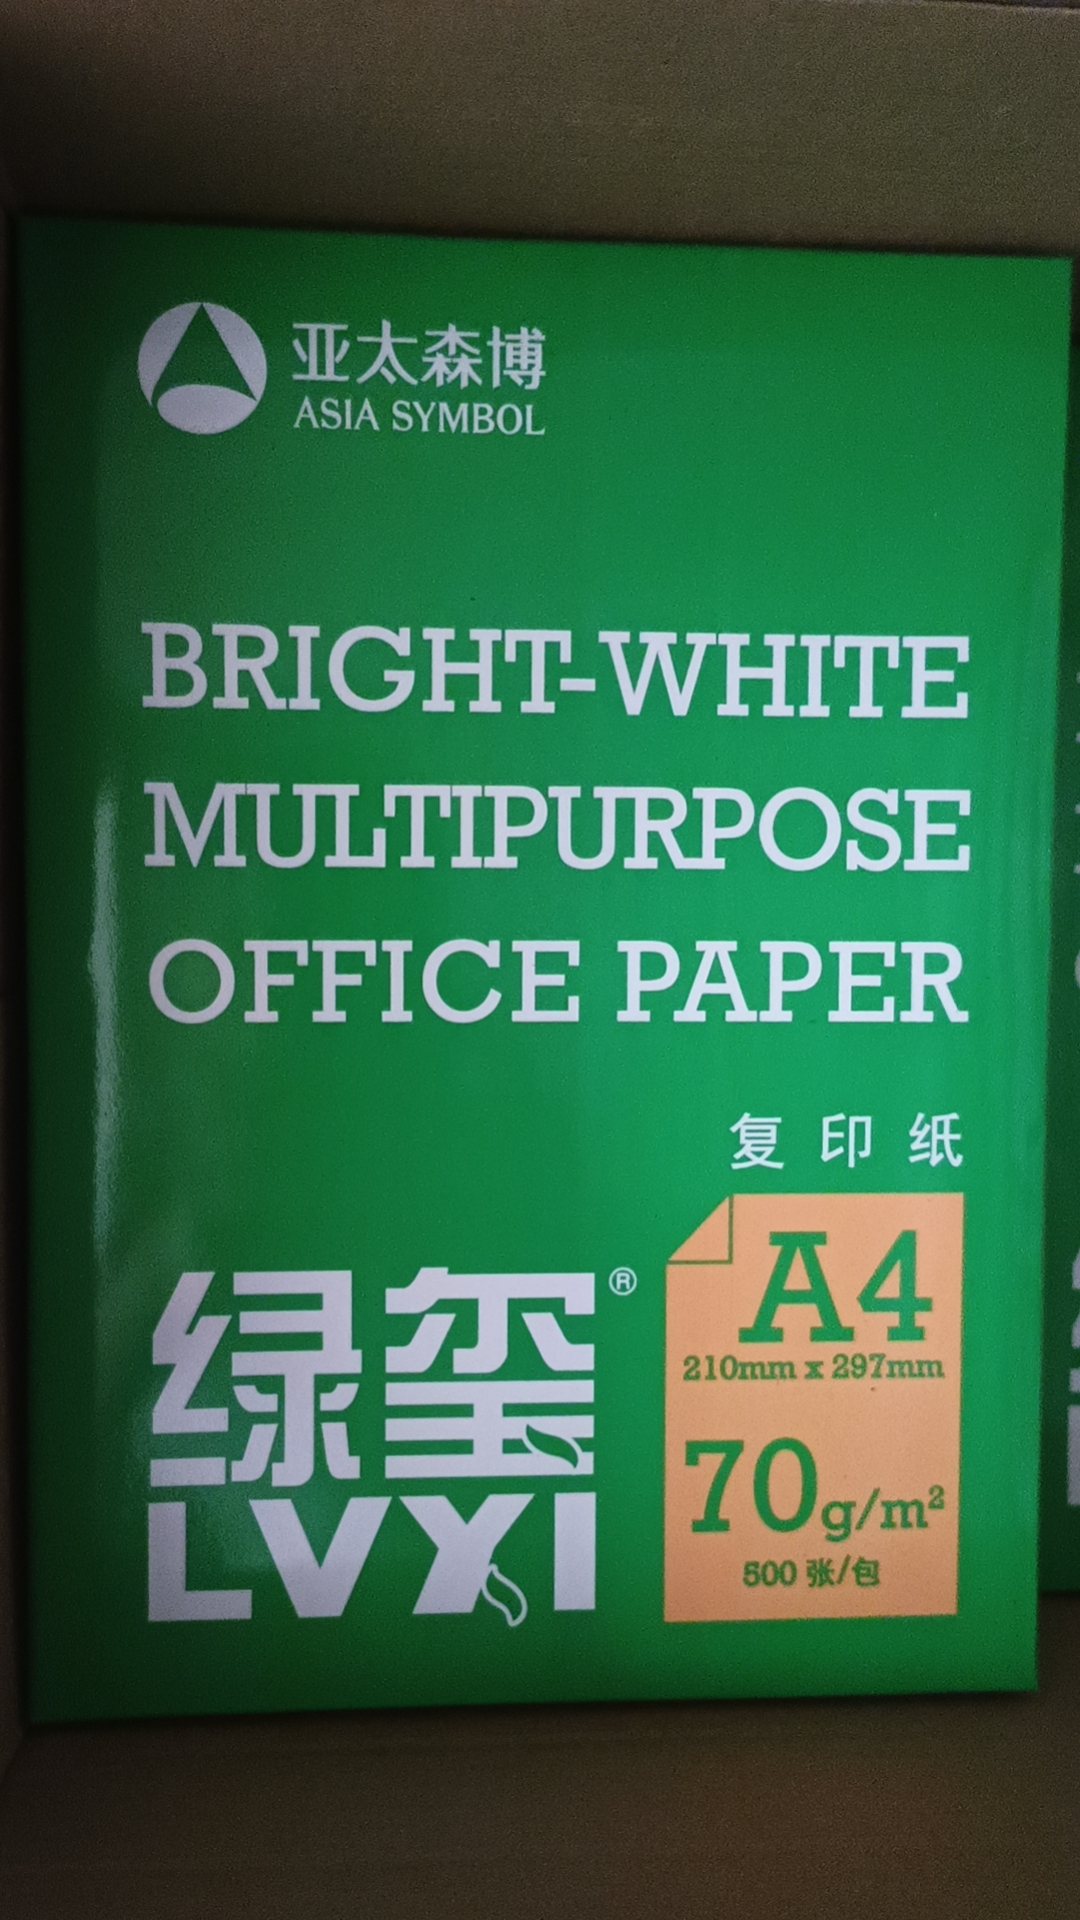 亚太森博
ASIA SYMBOL
BRIGHT-WHITE
MULTIPURPOSE
OFFICE PAPER
复印纸
绿玺®
LVXI
A4
210mm x 297mm
70g/m²
500 张/包